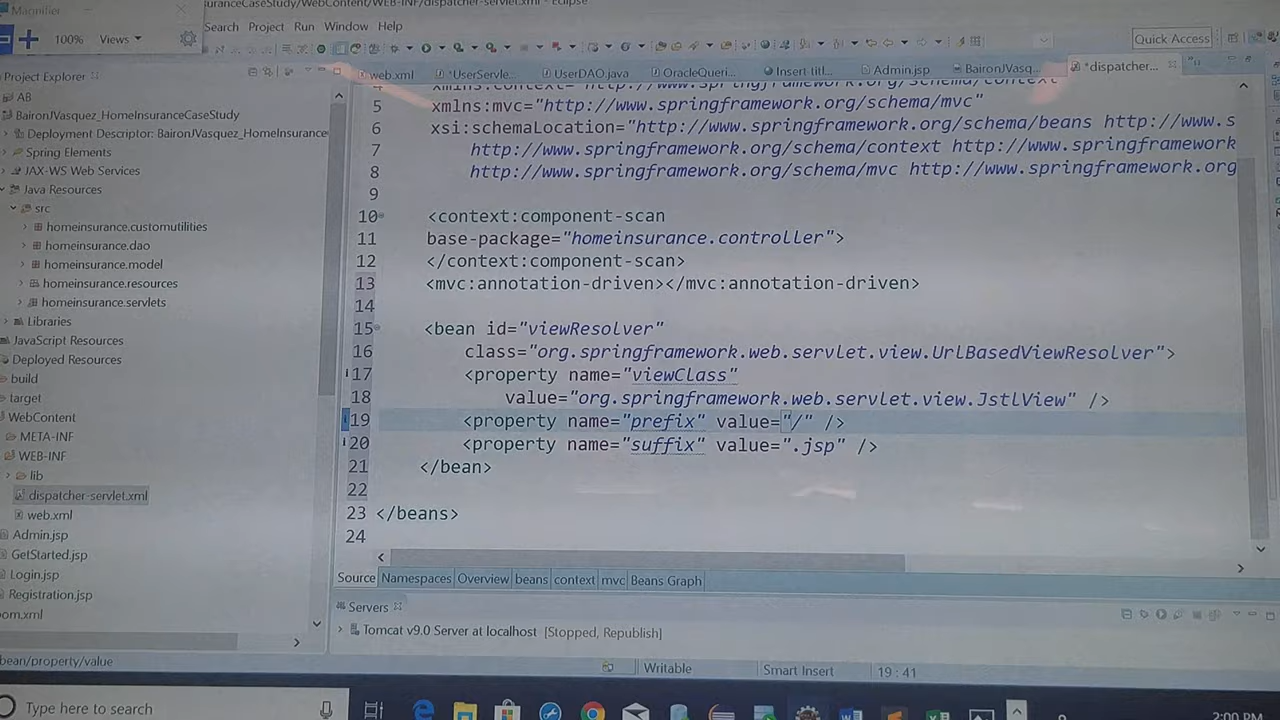 Magnifier
uranceCaseStudy/WebContent/WEB-INF/dispatcher-servlet.xml - Eclipse
100% Views
Search Project Run Window Help
Quick Access
Project Explorer
web.xml
*UserServle...
UserDAO.java
OracleQueri...
Insert titl...
Admin.jsp
BaironJVasq...
*dispatcher...
AB
BaironJVasquez_HomeInsuranceCaseStudy
Deployment Descriptor: BaironJVasquez_HomeInsurance
Spring Elements
JAX-WS Web Services
Java Resources
src
homeinsurance.customutilities
homeinsurance.dao
homeinsurance.model
homeinsurance.resources
homeinsurance.servlets
Libraries
JavaScript Resources
Deployed Resources
build
target
WebContent
META-INF
WEB-INF
lib
dispatcher-servlet.xml
web.xml
Admin.jsp
GetStarted.jsp
Login.jsp
Registration.jsp
om.xml
4 xmlns:context="http://www.springframework.org/schema/context"
5 xmlns:mvc="http://www.springframework.org/schema/mvc"
6 xsi:schemaLocation="http://www.springframework.org/schema/beans http://www.s
7 http://www.springframework.org/schema/context http://www.springframework
8 http://www.springframework.org/schema/mvc http://www.springframework.org
9
10 <context:component-scan
11 base-package="homeinsurance.controller">
12 </context:component-scan>
13 <mvc:annotation-driven></mvc:annotation-driven>
14
15 <bean id="viewResolver"
16 class="org.springframework.web.servlet.view.UrlBasedViewResolver">
17 <property name="viewClass"
18 value="org.springframework.web.servlet.view.JstlView" />
19 <property name="prefix" value="/" />
20 <property name="suffix" value=".jsp" />
21 </bean>
22
23 </beans>
24
Source Namespaces Overview beans context mvc Beans Graph
Servers
Tomcat v9.0 Server at localhost [Stopped, Republish]
bean/property/value
Writable
Smart Insert
19 : 41
Type here to search
2:00 PM